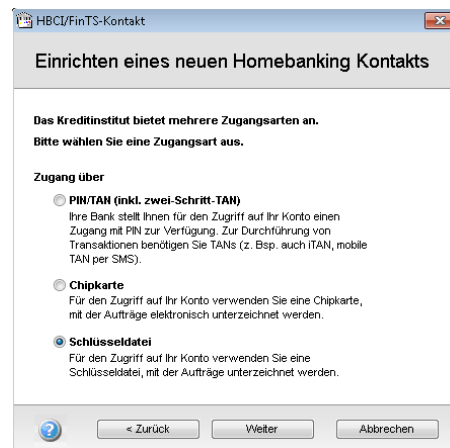 HBCI/FinTS-Kontakt
Einrichten eines neuen Homebanking Kontakts
Das Kreditinstitut bietet mehrere Zugangsarten an.
Bitte wählen Sie eine Zugangsart aus.
Zugang über
PIN/TAN (inkl. zwei-Schritt-TAN)
Ihre Bank stellt Ihnen für den Zugriff auf Ihr Konto einen
Zugang mit PIN zur Verfügung. Zur Durchführung von
Transaktionen benötigen Sie TANs (z. Bsp. auch iTAN, mobile
TAN per SMS).
Chipkarte
Für den Zugriff auf Ihr Konto verwenden Sie eine Chipkarte,
mit der Aufträge elektronisch unterzeichnet werden.
Schlüsseldatei
Für den Zugriff auf Ihr Konto verwenden Sie eine
Schlüsseldatei, mit der Aufträge unterzeichnet werden.
? < Zurück Weiter Abbrechen